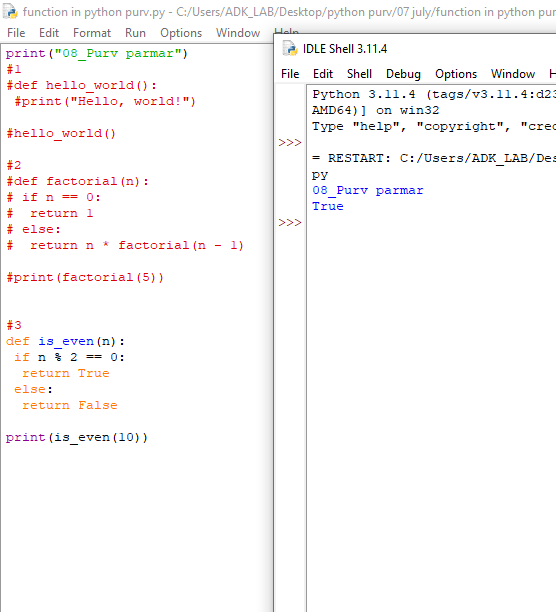 function in python purv.py - C:/Users/ADK_LAB/Desktop/python purv/07 july/function in python pur
File Edit Format Run Options Window Help
print("08_Purv parmar")
#1
#def hello_world():
 #print("Hello, world!")
#hello_world()
#2
#def factorial(n):
# if n == 0:
#  return 1
# else:
#  return n * factorial(n - 1)
#print(factorial(5))
#3
def is_even(n):
 if n % 2 == 0:
  return True
 else:
  return False
print(is_even(10))
IDLE Shell 3.11.4
File Edit Shell Debug Options Window H
Python 3.11.4 (tags/v3.11.4:d2
AMD64)] on win32
Type "help", "copyright", "cred
>>>
= RESTART: C:/Users/ADK_LAB/Des
py
08_Purv parmar
True
>>>